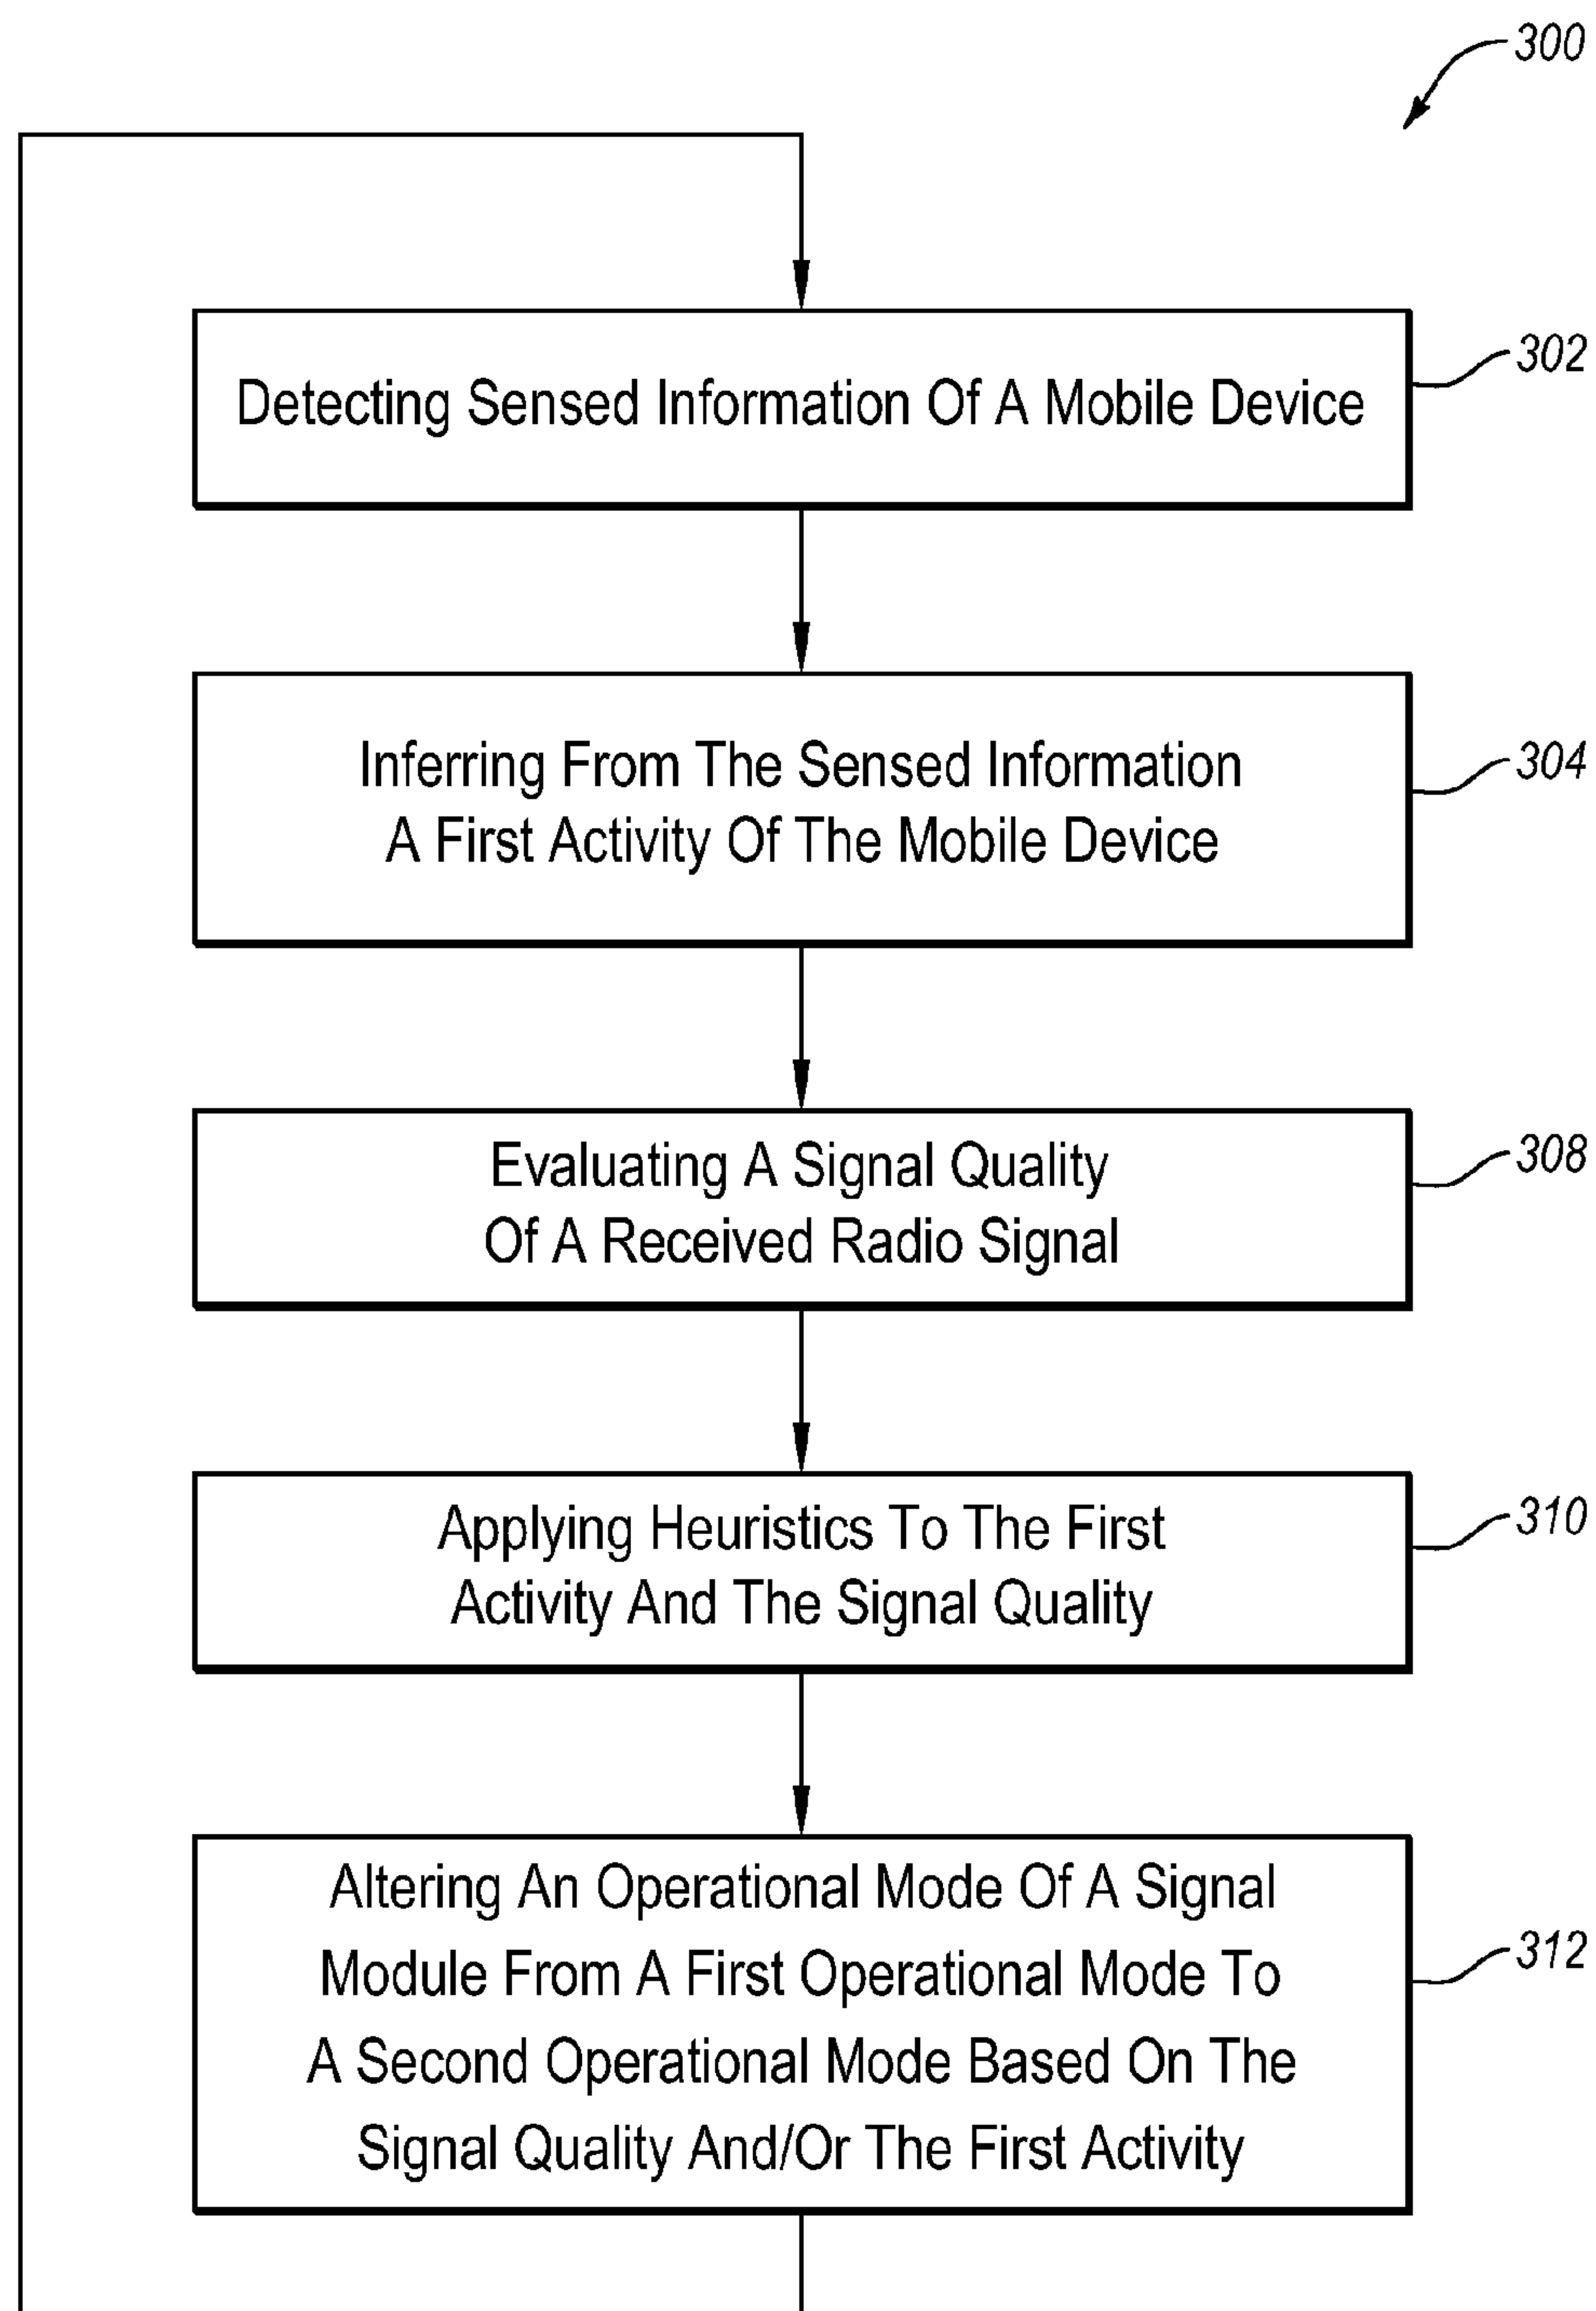 300
Detecting Sensed Information Of A Mobile Device
302
Inferring From The Sensed Information
A First Activity Of The Mobile Device
304
Evaluating A Signal Quality
Of A Received Radio Signal
308
Applying Heuristics To The First
Activity And The Signal Quality
310
Altering An Operational Mode Of A Signal
Module From A First Operational Mode To
A Second Operational Mode Based On The
Signal Quality And/Or The First Activity
312